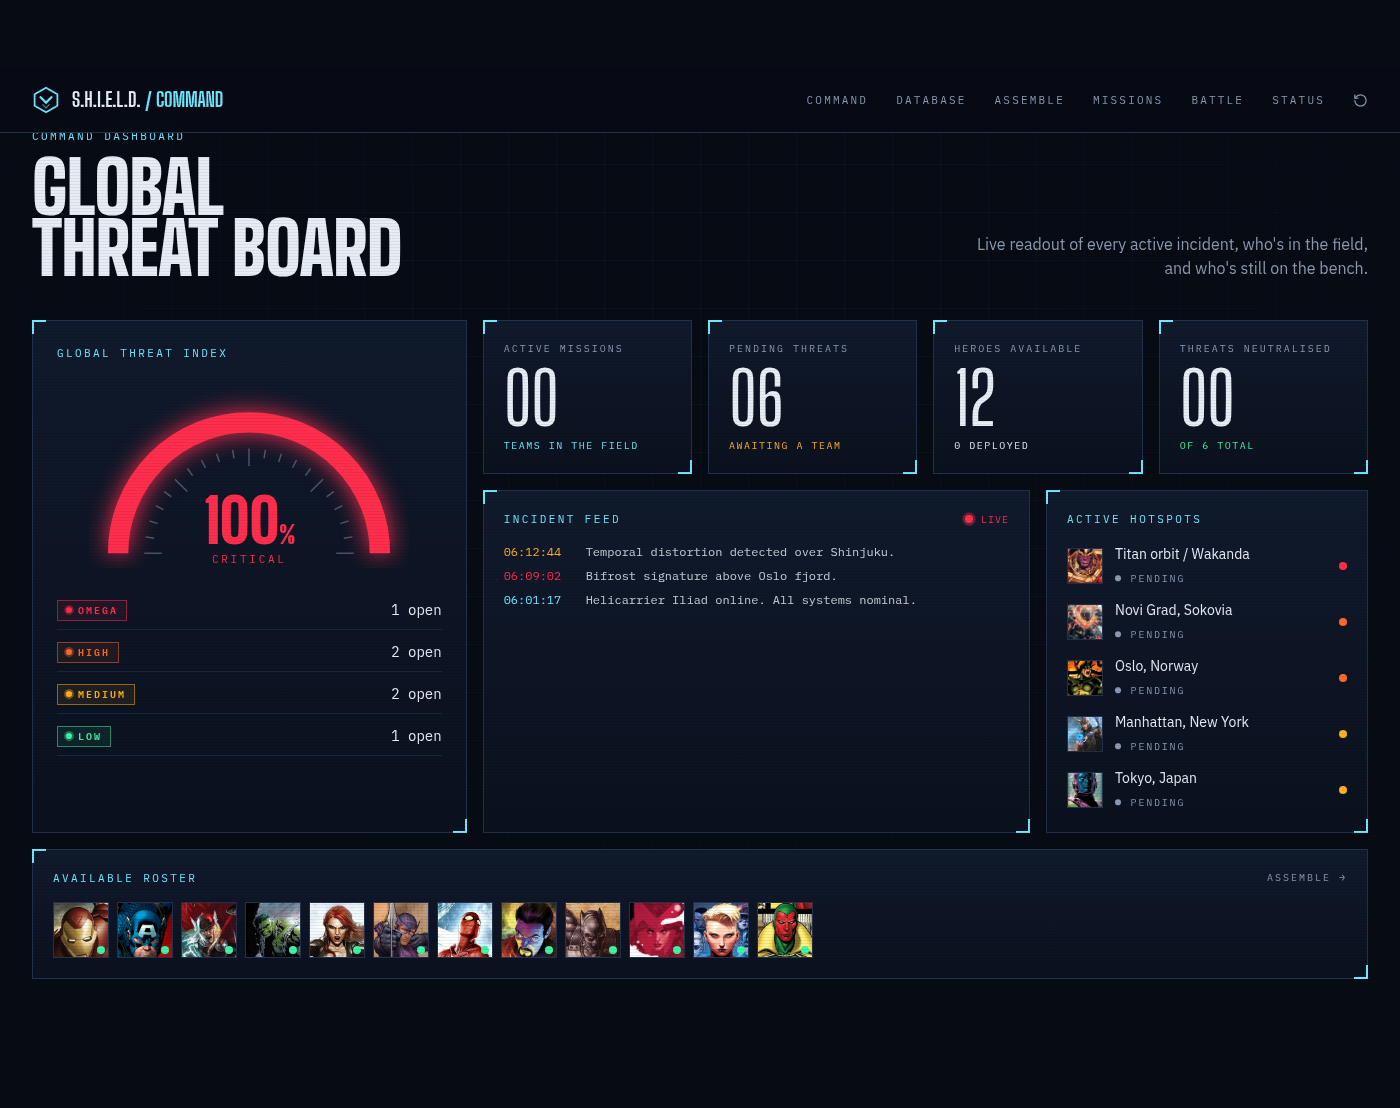 S.H.I.E.L.D. / COMMAND
COMMAND DATABASE ASSEMBLE MISSIONS BATTLE STATUS
COMMAND DASHBOARD
GLOBAL
THREAT BOARD
Live readout of every active incident, who's in the field,
and who's still on the bench.
GLOBAL THREAT INDEX
100%
CRITICAL
OMEGA 1 open
HIGH 2 open
MEDIUM 2 open
LOW 1 open
ACTIVE MISSIONS
00
TEAMS IN THE FIELD
PENDING THREATS
06
AWAITING A TEAM
HEROES AVAILABLE
12
0 DEPLOYED
THREATS NEUTRALISED
00
OF 6 TOTAL
INCIDENT FEED LIVE
06:12:44 Temporal distortion detected over Shinjuku.
06:09:02 Bifrost signature above Oslo fjord.
06:01:17 Helicarrier Iliad online. All systems nominal.
ACTIVE HOTSPOTS
Titan orbit / Wakanda
PENDING
Novi Grad, Sokovia
PENDING
Oslo, Norway
PENDING
Manhattan, New York
PENDING
Tokyo, Japan
PENDING
AVAILABLE ROSTER ASSEMBLE →